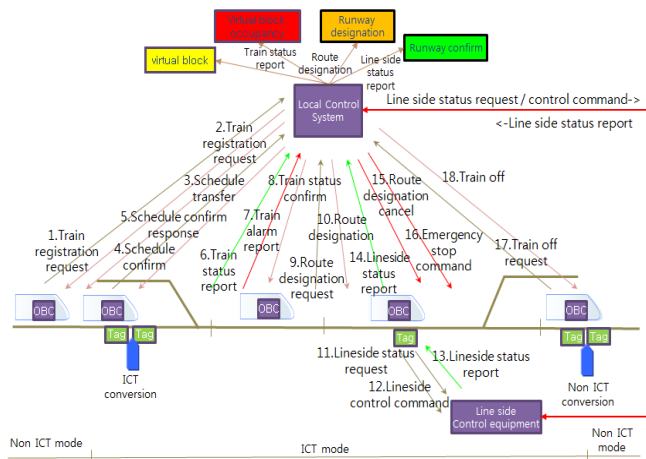 Virtual block
occupancy
Runway
designation
Train status
report
Route
designation
Line side
status
report
virtual block
Runway confirm
Local Control
System
Line side status request / control command->
<-Line side status report
2.Train
registration
request
3.Schedule
transfer
8.Train status
confirm
15.Route
designation
cancel
18.Train off
1.Train
registration
request
5.Schedule confirm
response
4.Schedule
confirm
7.Train
alarm
report
6.Train
status
report
10.Route
designation
9.Route
designation
request
14.Lineside
status
report
16.Emergency
stop
command
17.Train off
request
OBC
OBC
OBC
OBC
OBC
Tag
Tag
Tag
Tag
Tag
ICT
conversion
11.Lineside status
request
12.Lineside
control command
13.Lineside status
report
Non ICT
conversion
Line side
Control equipment
Non ICT mode
ICT mode
Non ICT
mode